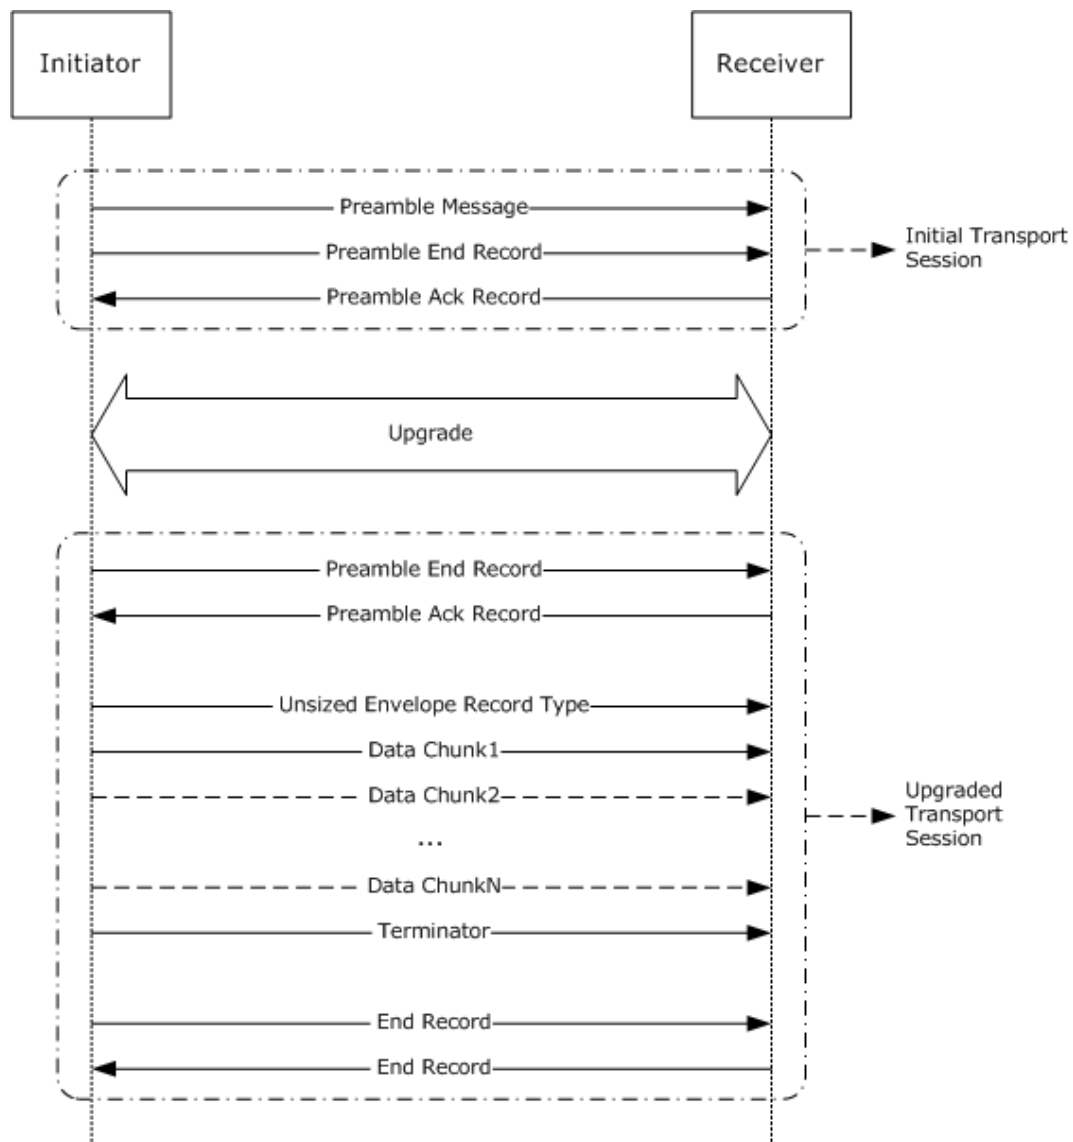 Initiator
Receiver
Preamble Message
Preamble End Record
Preamble Ack Record
Initial Transport
Session
Upgrade
Preamble End Record
Preamble Ack Record
Unsized Envelope Record Type
Data Chunk1
Data Chunk2
...
Data ChunkN
Terminator
End Record
End Record
Upgraded
Transport
Session